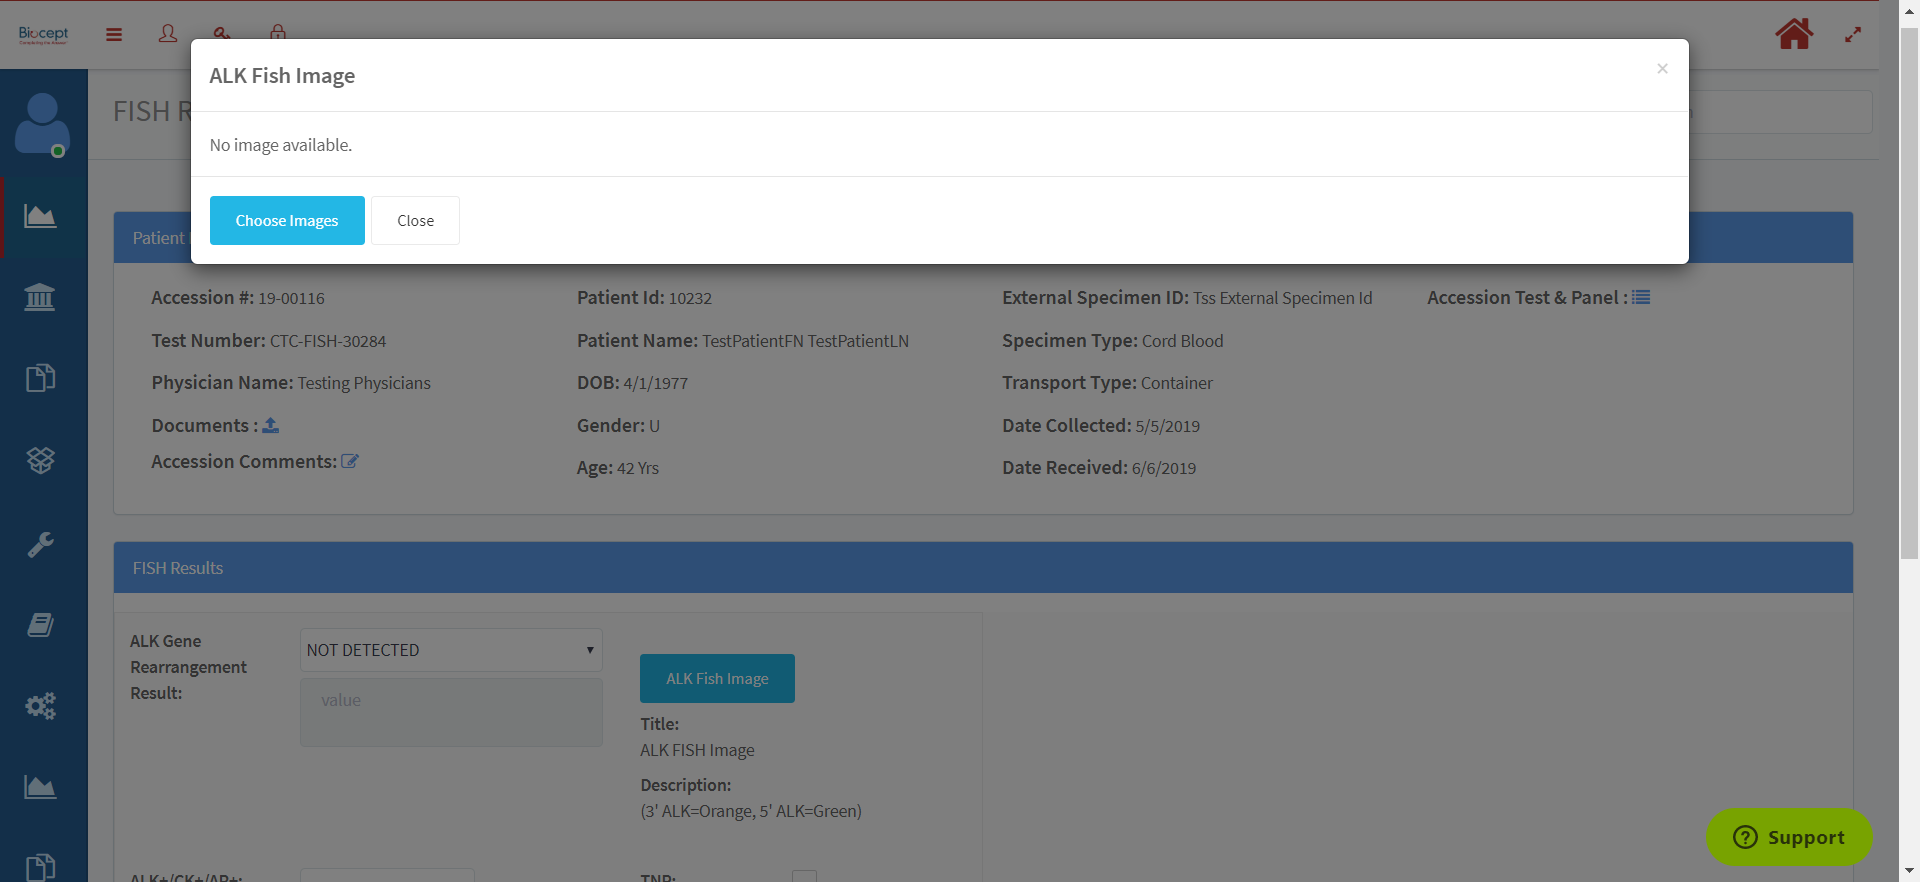 Biocept
ALK Fish Image
×
FISH R
No image available.
Choose Images
Close
Patient
Accession #: 19-00116
Patient Id: 10232
External Specimen ID: Tss External Specimen Id
Accession Test & Panel :
Test Number: CTC-FISH-30284
Patient Name: TestPatientFN TestPatientLN
Specimen Type: Cord Blood
Physician Name: Testing Physicians
DOB: 4/1/1977
Transport Type: Container
Documents :
Gender: U
Date Collected: 5/5/2019
Accession Comments:
Age: 42 Yrs
Date Received: 6/6/2019
FISH Results
ALK Gene
Rearrangement
Result:
NOT DETECTED
value
ALK Fish Image
Title:
ALK FISH Image
Description:
(3' ALK=Orange, 5' ALK=Green)
Support
ALK+/CK+/AR+:
TNP: